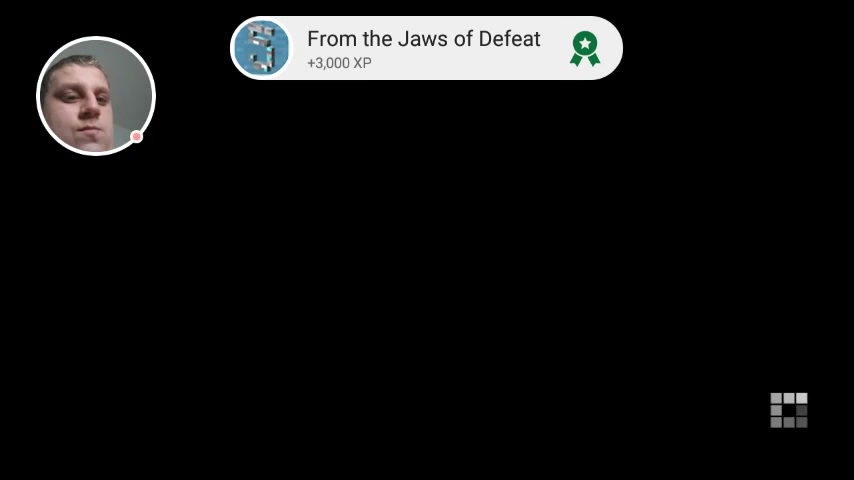 From the Jaws of Defeat
+3,000 XP